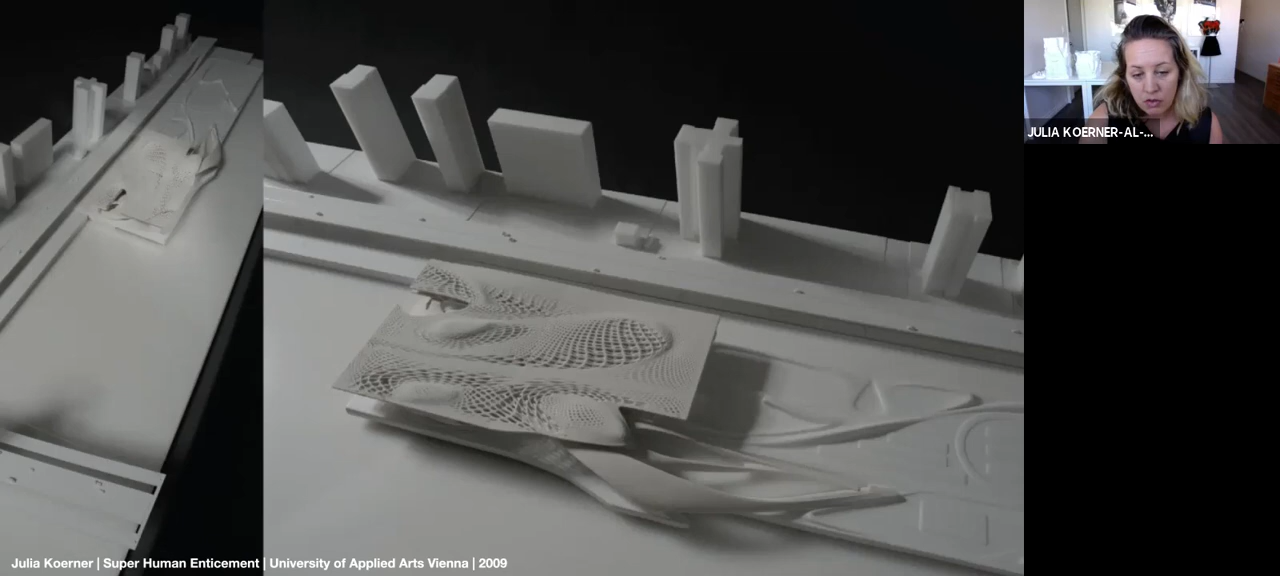 JULIA KOERNER-AL-...
Julia Koerner | Super Human Enticement | University of Applied Arts Vienna | 2009